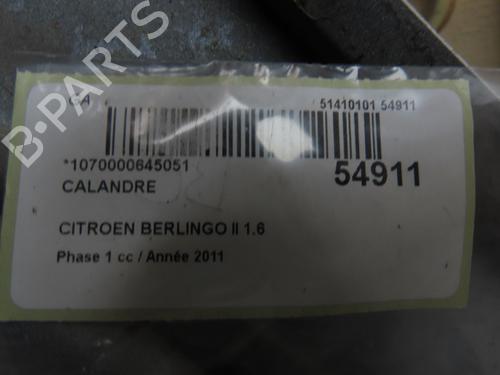 B-PARTS
51410101 54911
*1070000645051
54911
CALANDRE
CITROEN BERLINGO II 1.6
Phase 1 cc / Année 2011